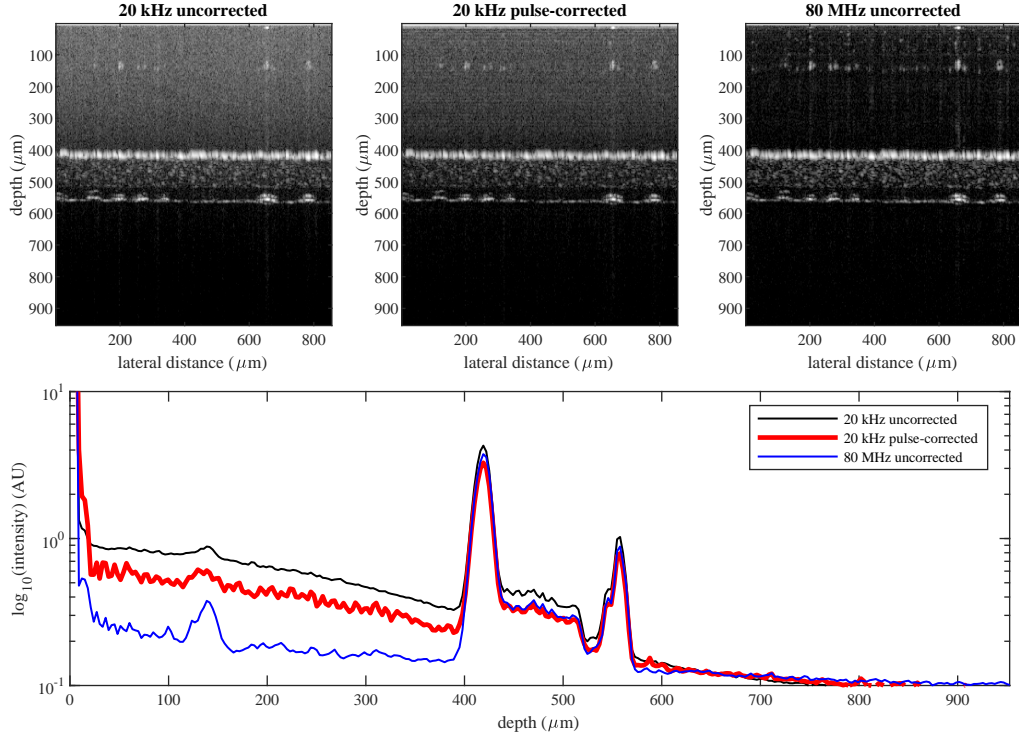 20 kHz uncorrected
20 kHz pulse-corrected
80 MHz uncorrected
depth (μm)
100
200
300
400
500
600
700
800
900
200 400 600 800
lateral distance (μm)
depth (μm)
100
200
300
400
500
600
700
800
900
200 400 600 800
lateral distance (μm)
depth (μm)
100
200
300
400
500
600
700
800
900
200 400 600 800
lateral distance (μm)
log10(intensity) (AU)
10^1
10^0
10^-1
20 kHz uncorrected
20 kHz pulse-corrected
80 MHz uncorrected
0 100 200 300 400 500 600 700 800 900
depth (μm)